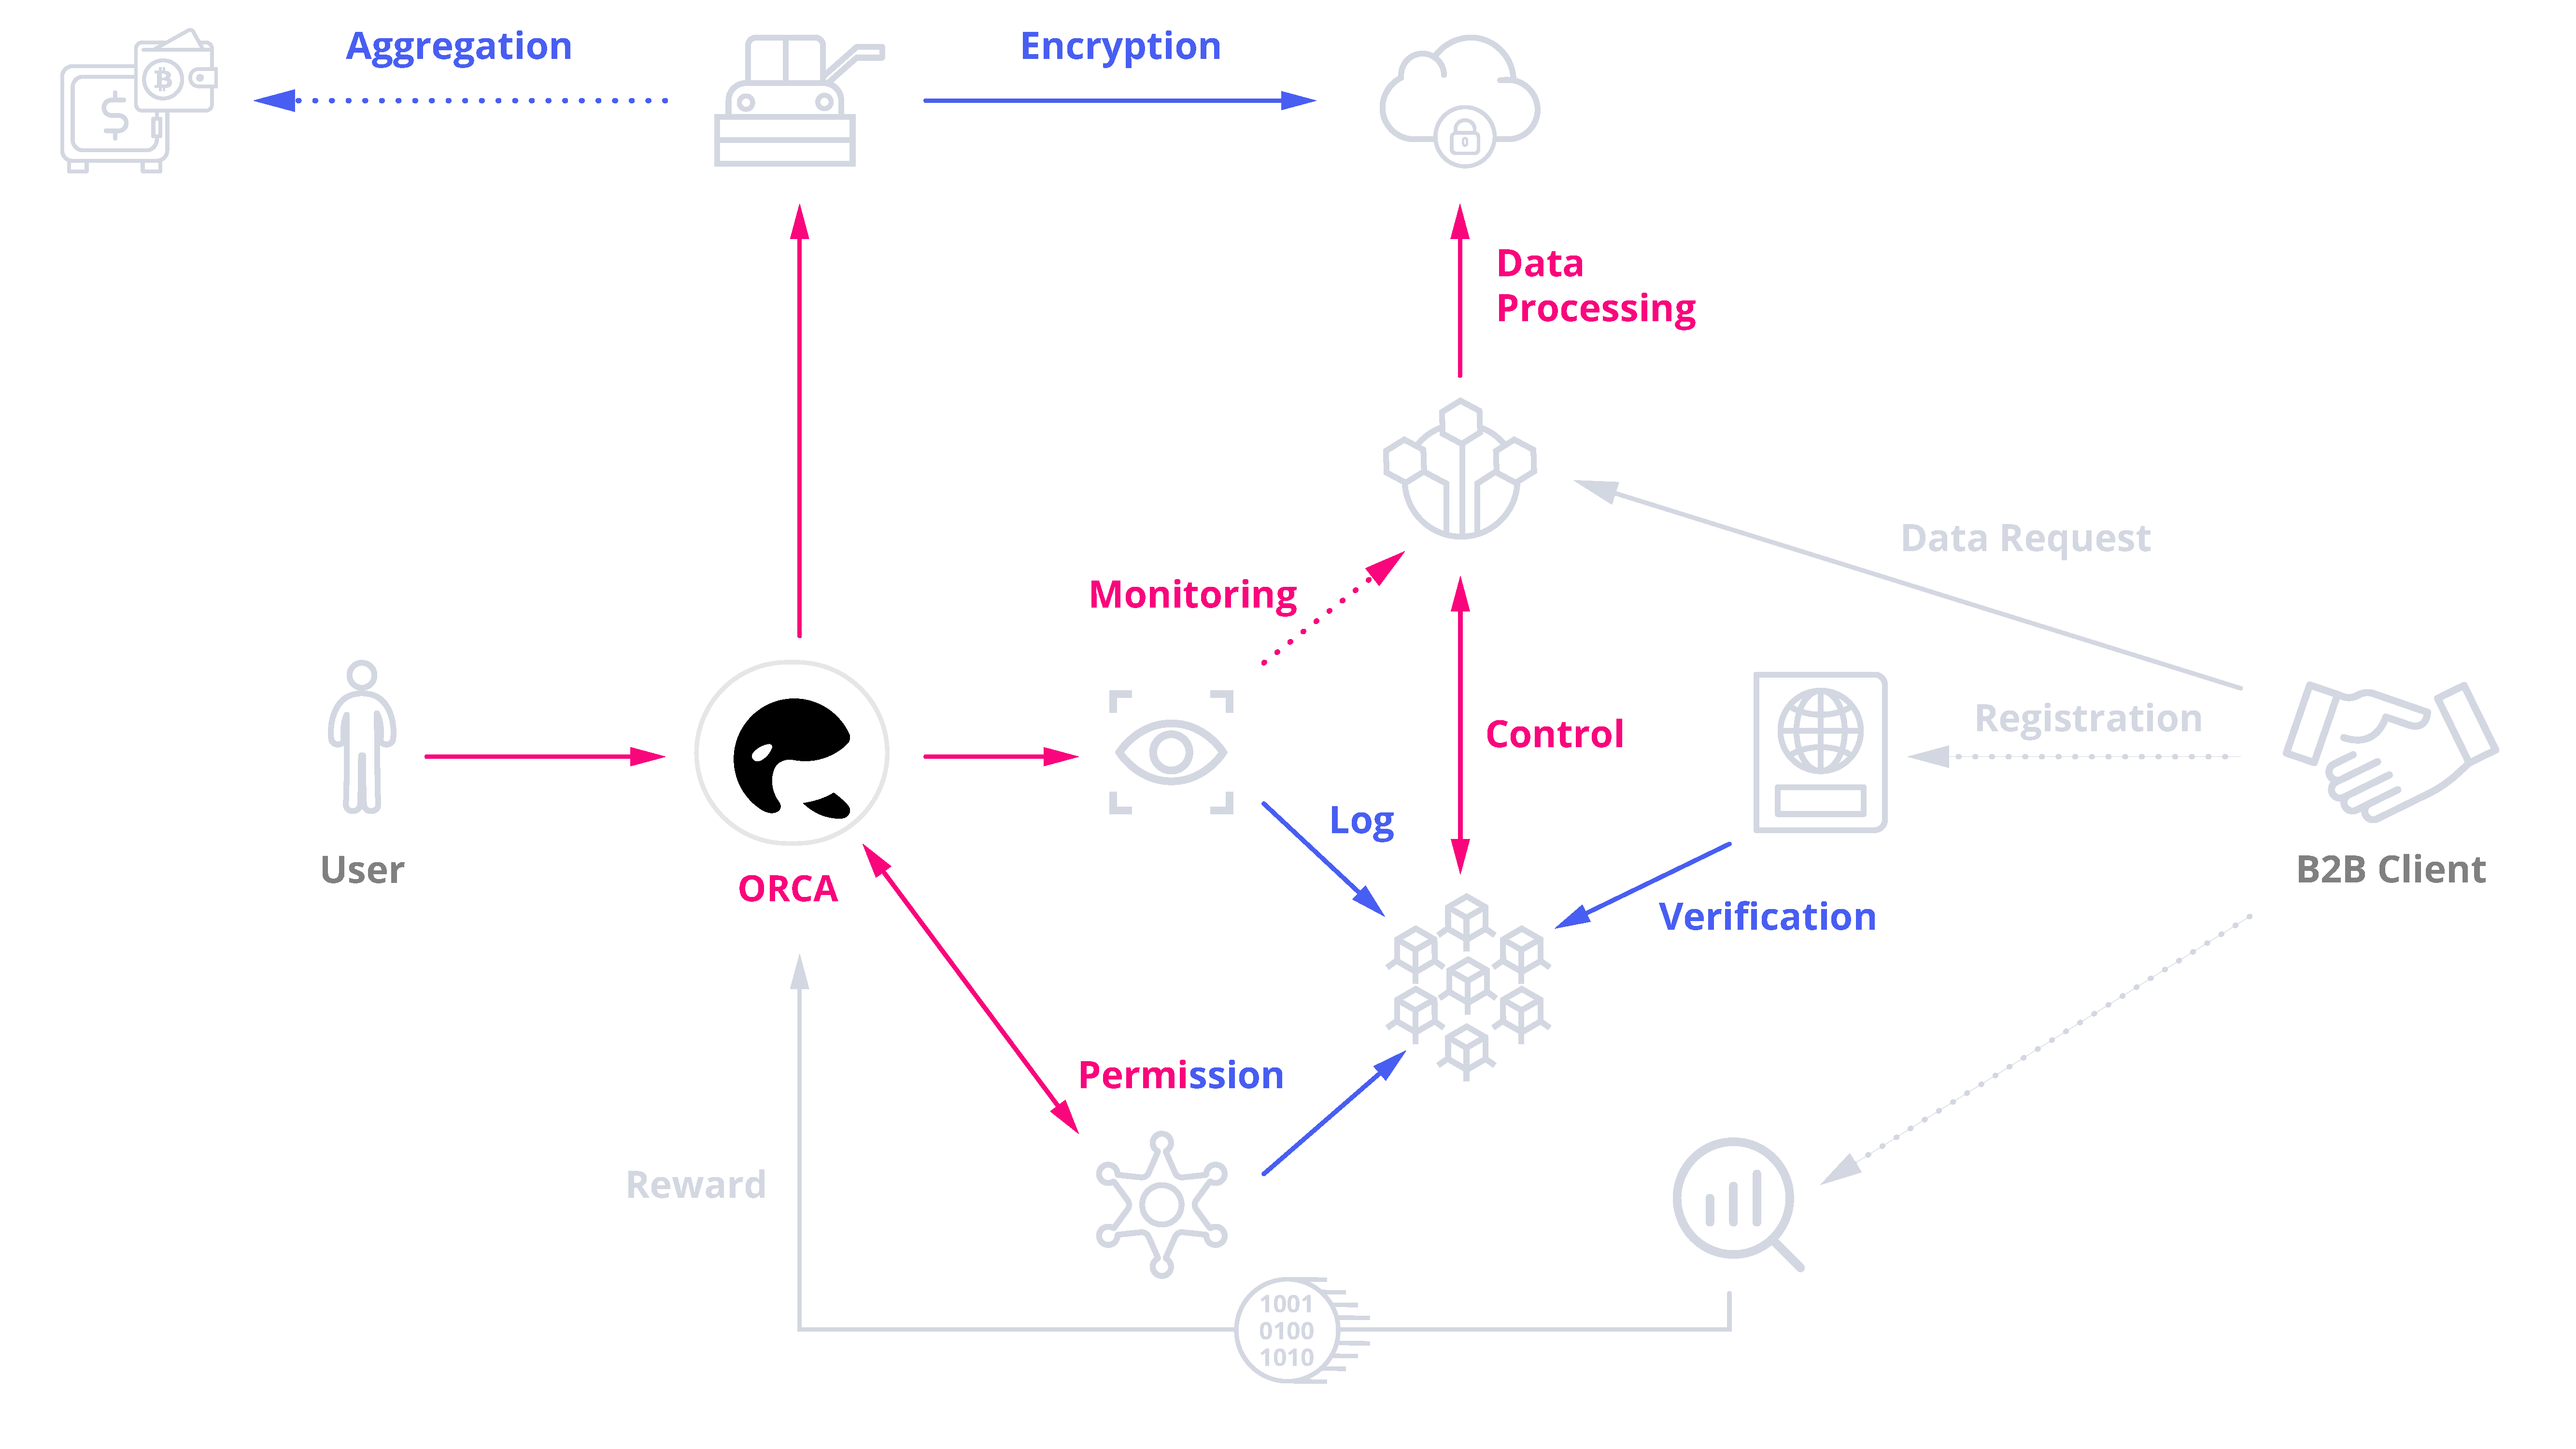 Aggregation
Encryption
Data
Processing
Data Request
Monitoring
Registration
Control
Log
User
ORCA
B2B Client
Verification
Permission
Reward
1001
0100
1010
$
₿
0